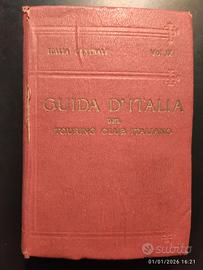 ITALIA CENTRALE VOL. IV
GUIDA D'ITALIA
DEL
TOURING CLUB ITALIANO
subito
01/01/2026 16:21